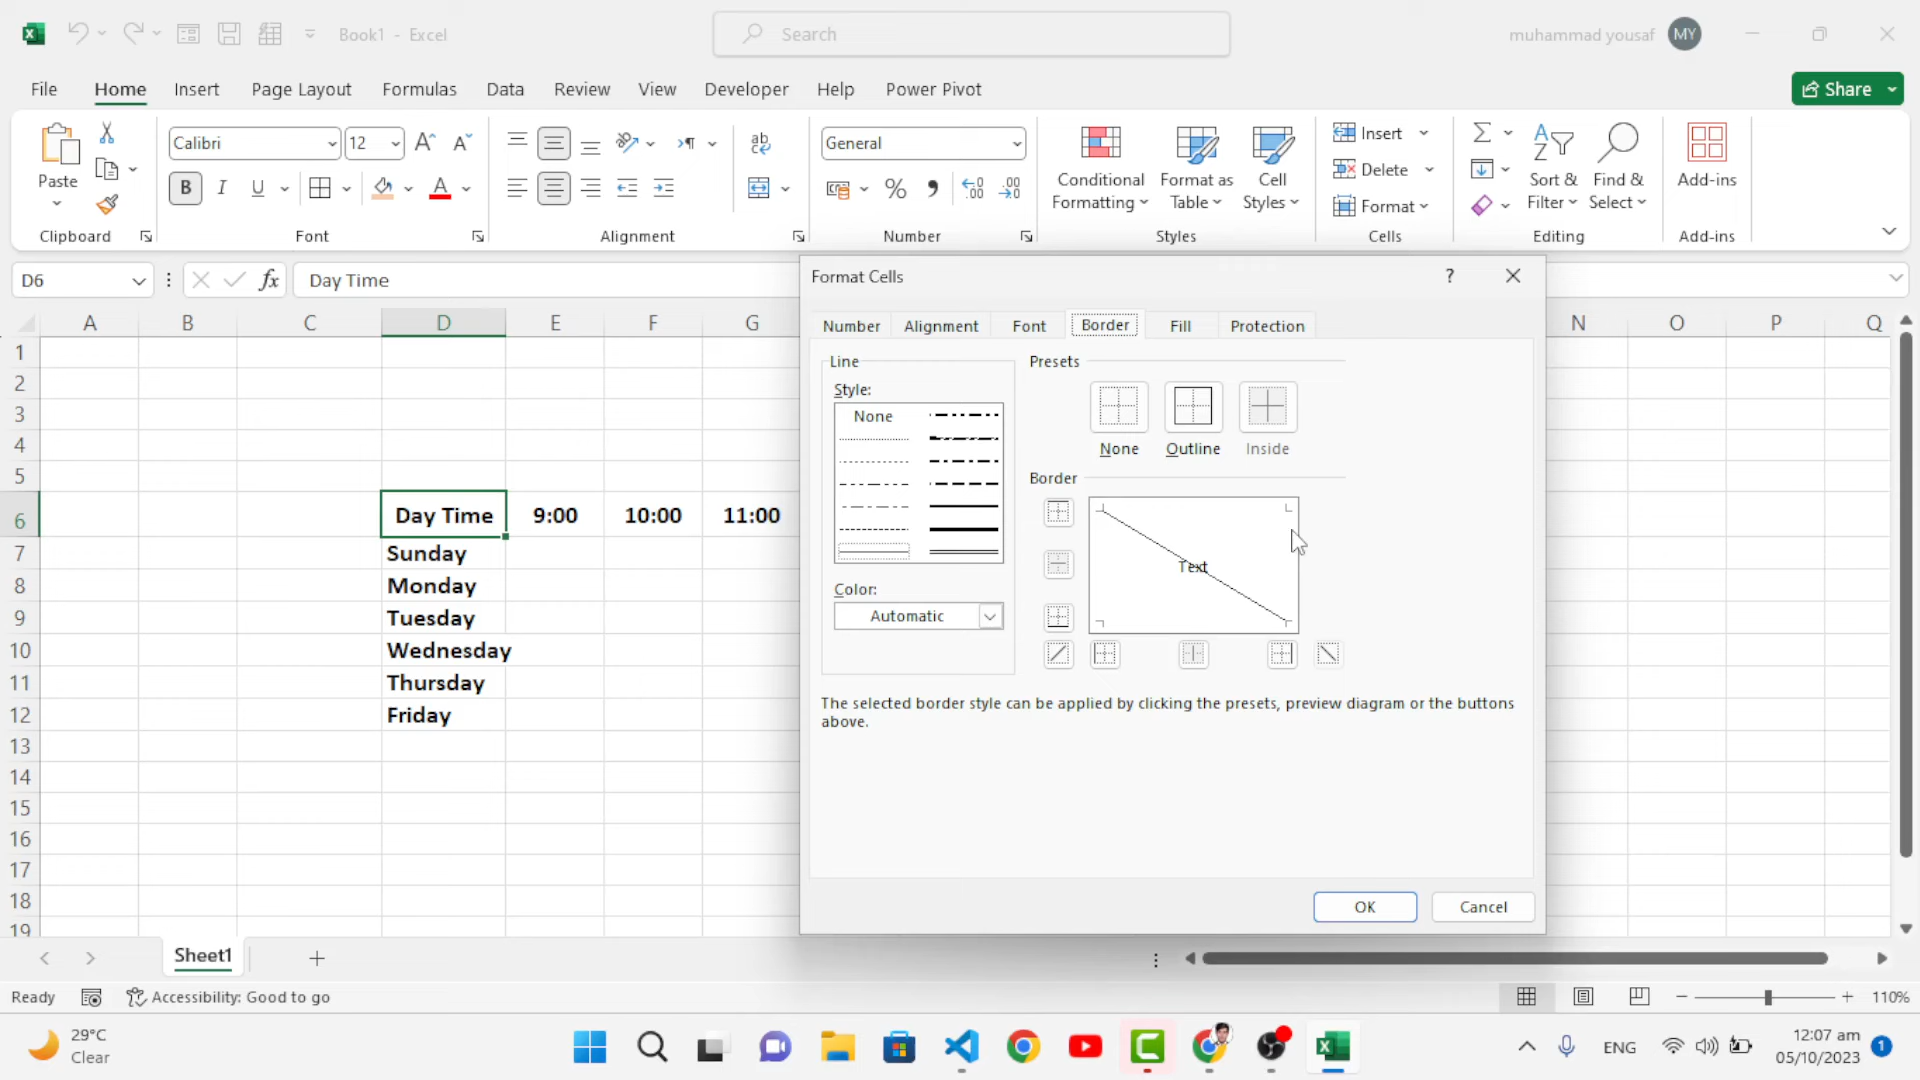 Book1 - Excel
Search
muhammad yousaf
MY
File Home Insert Page Layout Formulas Data Review View Developer Help Power Pivot
Share
Paste
Calibri
12
B I U A
General
% 9
Conditional
Formatting
Format as
Table
Cell
Styles
Insert
Delete
Format
Sort &
Filter
Find &
Select
Add-ins
Clipboard Font Alignment Number Styles Cells Editing Add-ins
D6
fx
Day Time
A B C D E F G N O P Q
1
2
3
4
5
6 Day Time 9:00 10:00 11:00
7 Sunday
8 Monday
9 Tuesday
10 Wednesday
11 Thursday
12 Friday
13
14
15
16
17
18
19
Format Cells
?
Number Alignment Font Border Fill Protection
Line
Style:
None
Color:
Automatic
Presets
None Outline Inside
Border
Text
The selected border style can be applied by clicking the presets, preview diagram or the buttons
above.
OK Cancel
Sheet1
Ready
Accessibility: Good to go
110%
29°C
Clear
ENG
12:07 am
05/10/2023
1